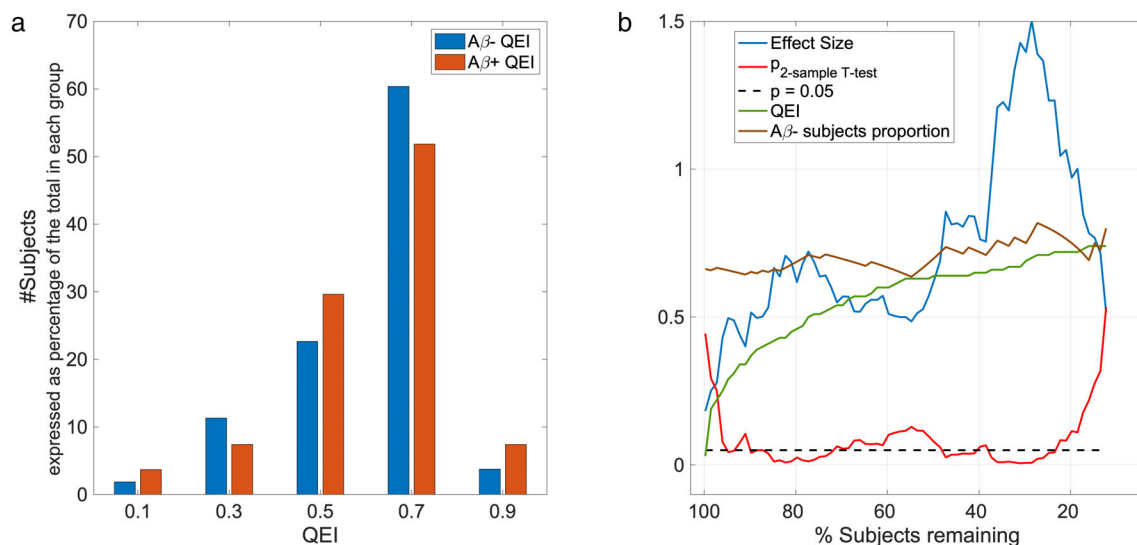 a
70
60
50
40
30
20
10
0
#Subjects
expressed as percentage of the total in each group
Aβ- QEI
Aβ+ QEI
0.1 0.3 0.5 0.7 0.9
QEI
b
1.5
1
0.5
0
Effect Size
p2-sample T-test
p = 0.05
QEI
Aβ- subjects proportion
100 80 60 40 20
% Subjects remaining